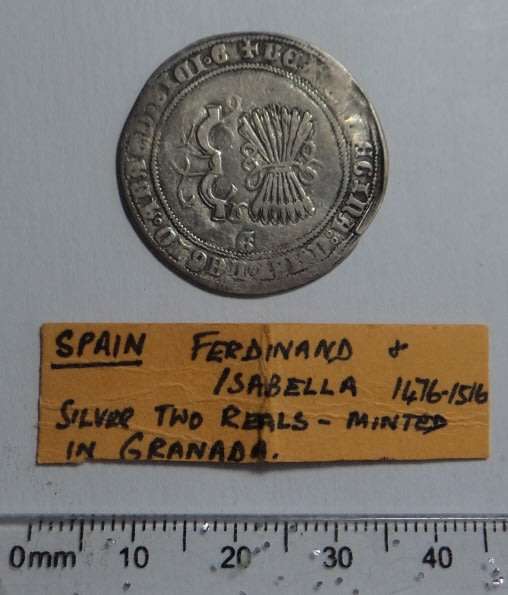 SPAIN FERDINAND &
ISABELLA 1476-1516
SILVER TWO REALS - MINTED
IN GRANADA.
0mm 10 20 30 40